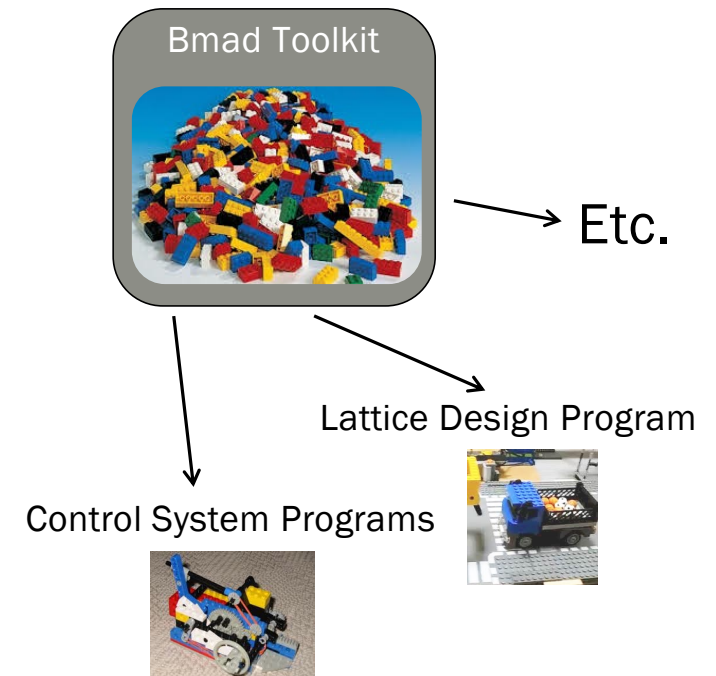 Bmad Toolkit
Etc.
Lattice Design Program
Control System Programs